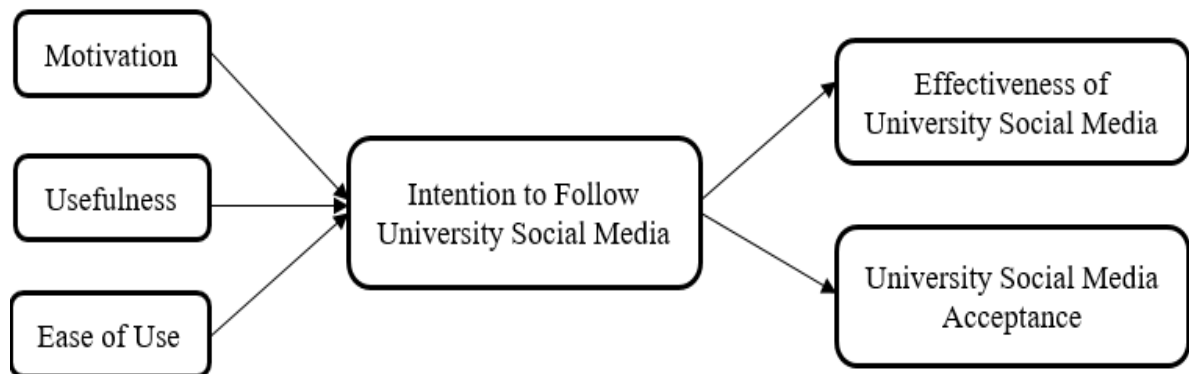 Motivation
Usefulness
Ease of Use
Intention to Follow
University Social Media
Effectiveness of
University Social Media
University Social Media
Acceptance